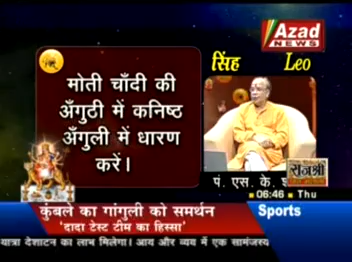 Azad
NEWS
सिंह Leo
मोती चाँदी की
अँगुठी में कनिष्ठ
अँगुली में धारण
करें।
राजश्री
पं. एस. के.
06:46 Thu
कुंबले का गांगुली को समर्थन Sports
'दादा टेस्ट टीम का हिस्सा'
यात्रा देशाटन का लाभ मिलेगा। आय और व्यय में एक सामंजस्य